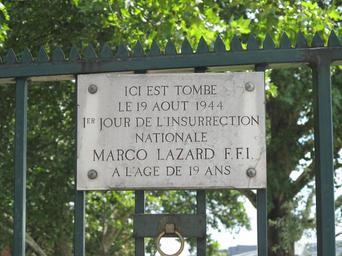 ICI EST TOMBE
LE 19 AOUT 1944
1ER JOUR DE L'INSURRECTION
NATIONALE
MARCO LAZARD F.F.I.
A L'AGE DE 19 ANS